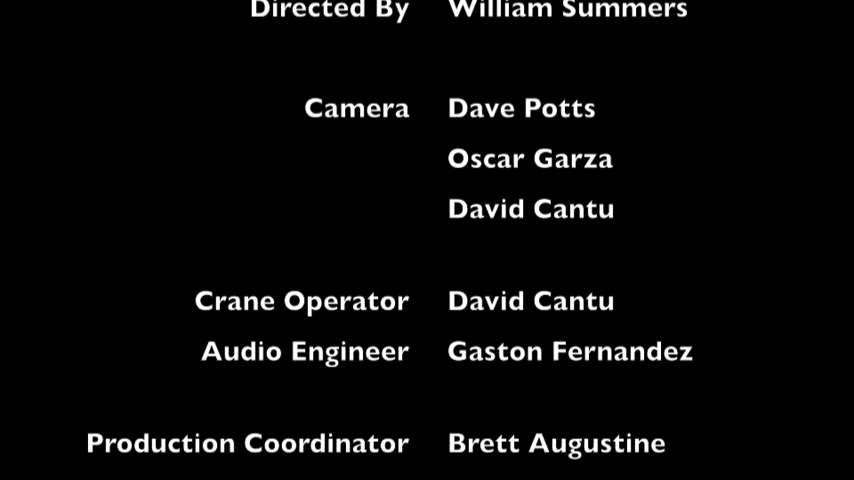 Directed By William Summers
Camera Dave Potts
Oscar Garza
David Cantu
Crane Operator David Cantu
Audio Engineer Gaston Fernandez
Production Coordinator Brett Augustine